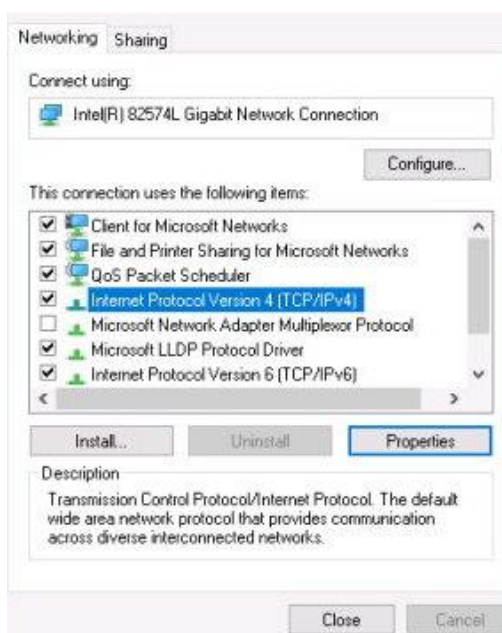 Networking Sharing
Connect using:
Intel(R) 82574L Gigabit Network Connection
Configure...
This connection uses the following items:
Client for Microsoft Networks
File and Printer Sharing for Microsoft Networks
QoS Packet Scheduler
Internet Protocol Version 4 (TCP/IPv4)
Microsoft Network Adapter Multiplexor Protocol
Microsoft LLDP Protocol Driver
Internet Protocol Version 6 (TCP/IPv6)
Install... Uninstall Properties
Description
Transmission Control Protocol/Internet Protocol. The default
wide area network protocol that provides communication
across diverse interconnected networks.
Close Cancel